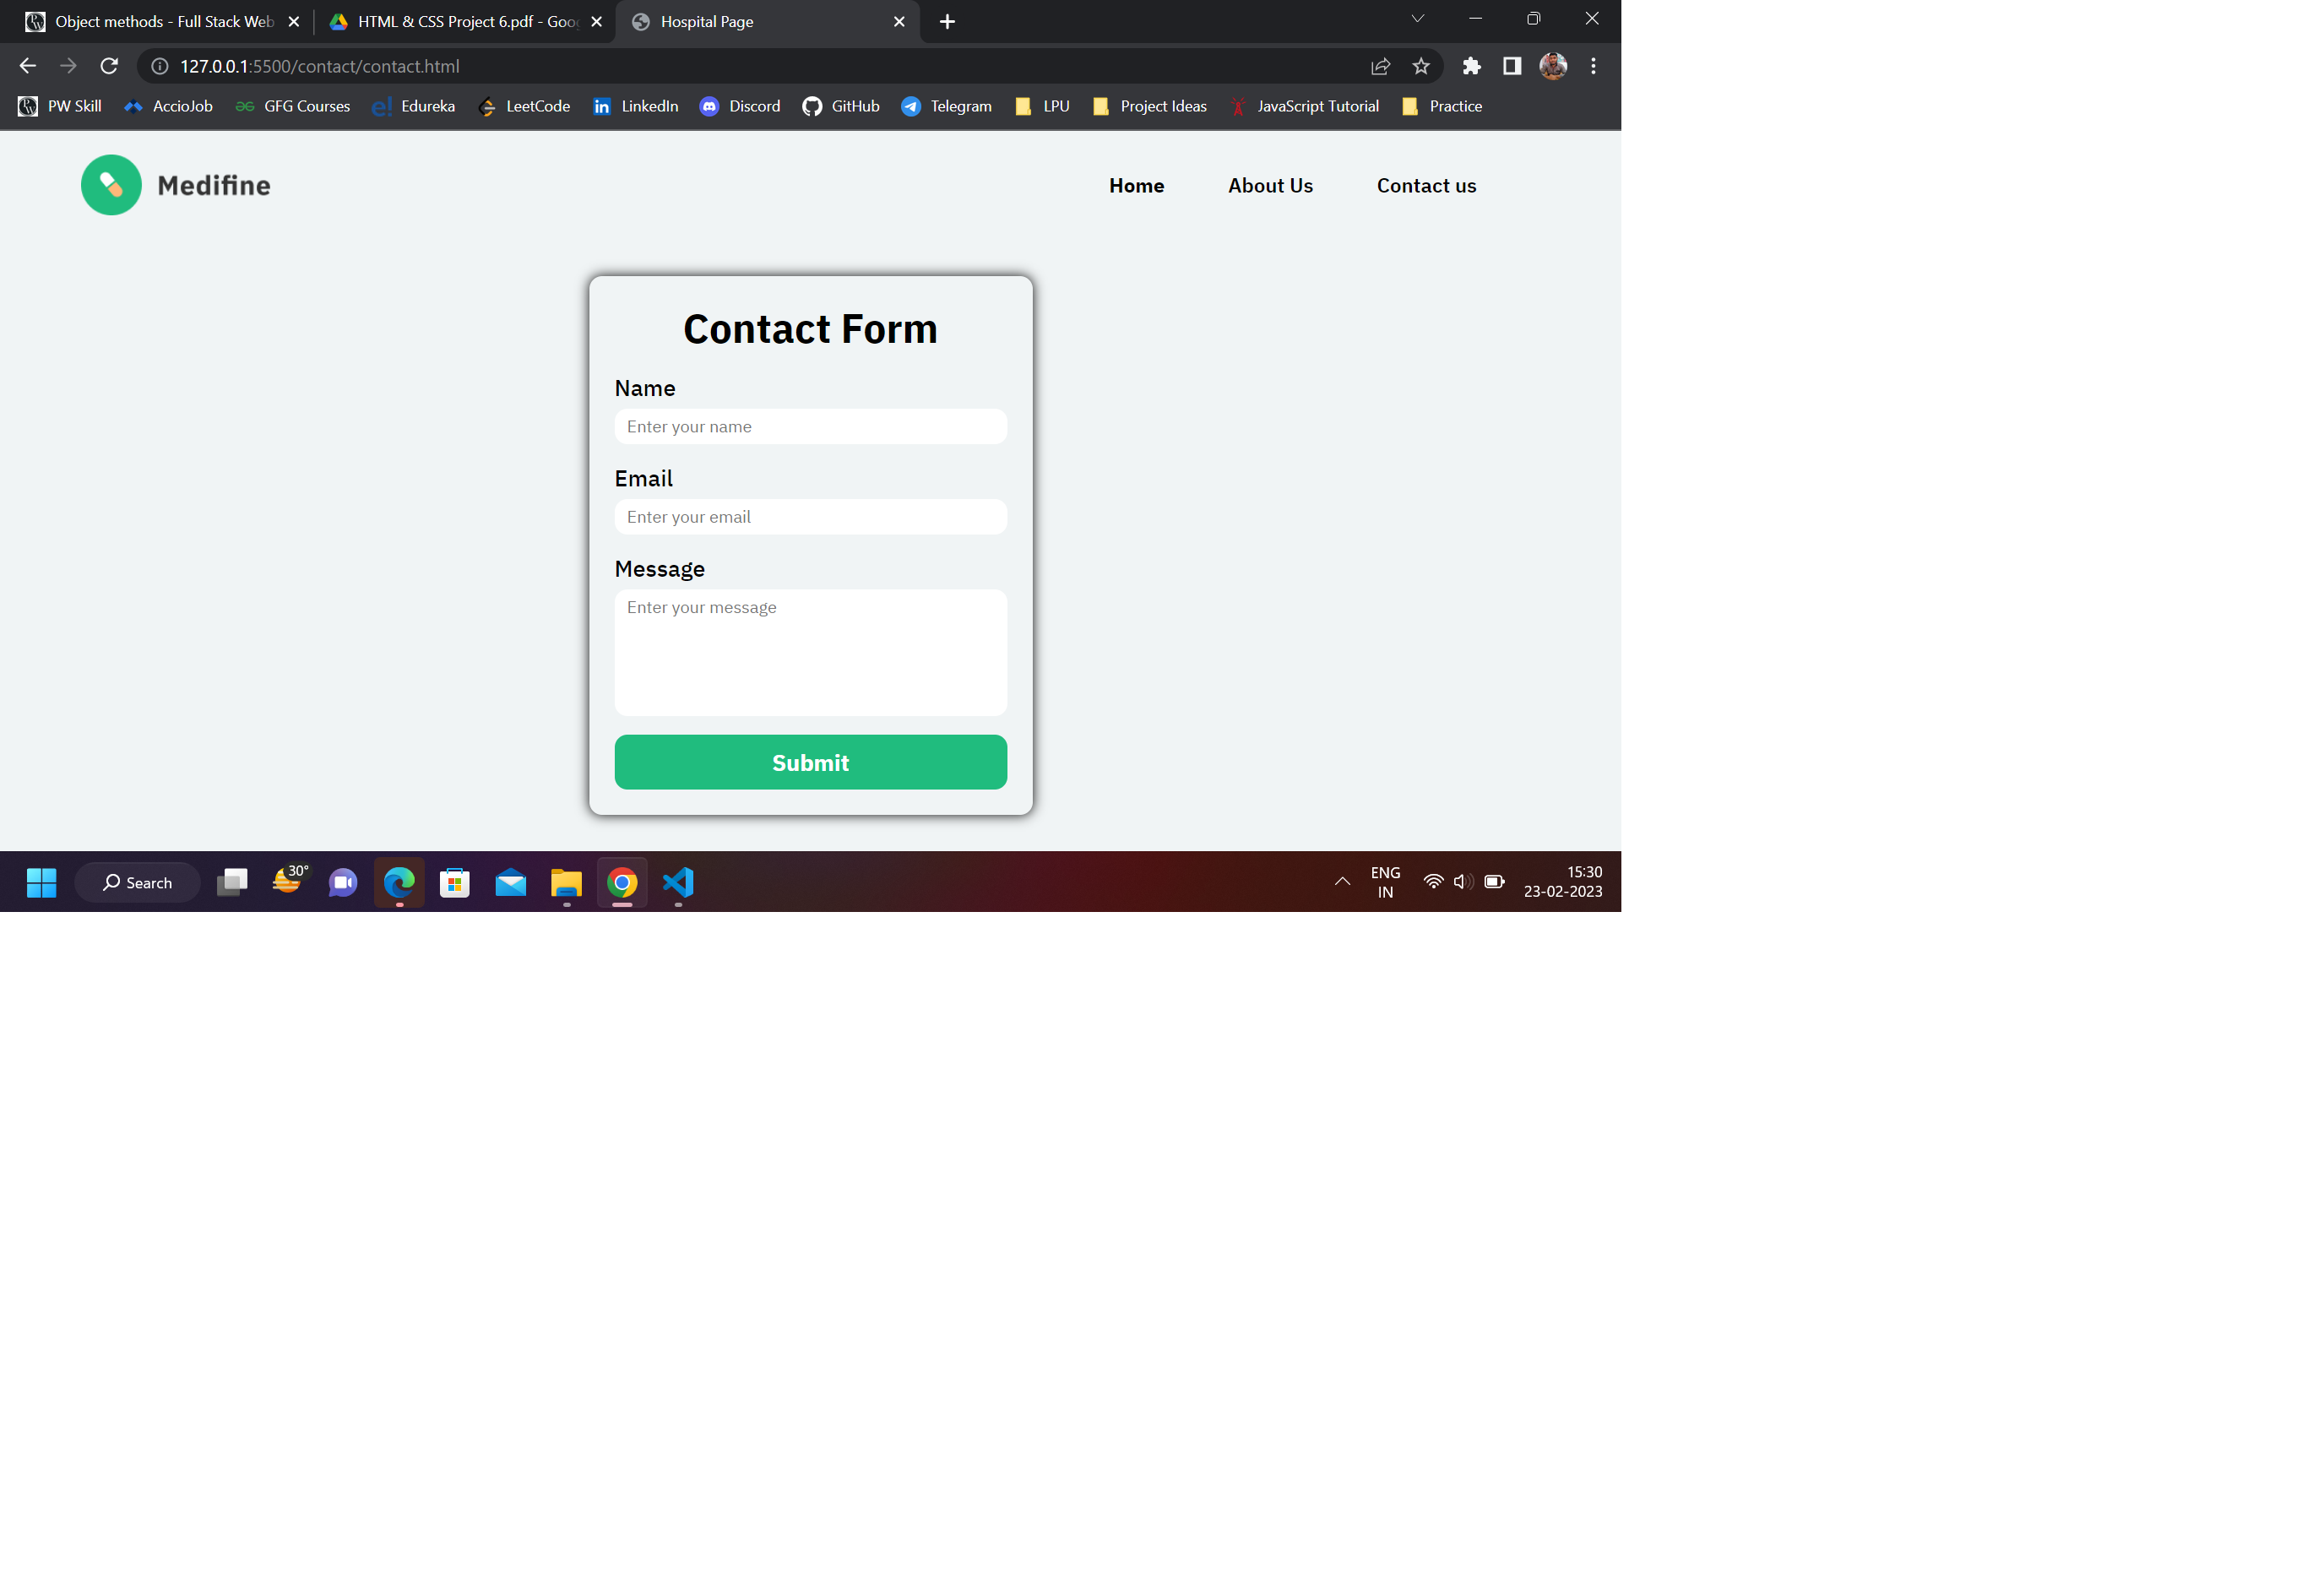 Object methods - Full Stack Web
HTML & CSS Project 6.pdf - Goo
Hospital Page
127.0.0.1:5500/contact/contact.html
PW Skill AccioJob GFG Courses Edureka LeetCode LinkedIn Discord GitHub Telegram LPU Project Ideas JavaScript Tutorial Practice
Medifine
Home About Us Contact us
Contact Form
Name
Enter your name
Email
Enter your email
Message
Enter your message
Submit
Search
30°
ENG
IN
15:30
23-02-2023